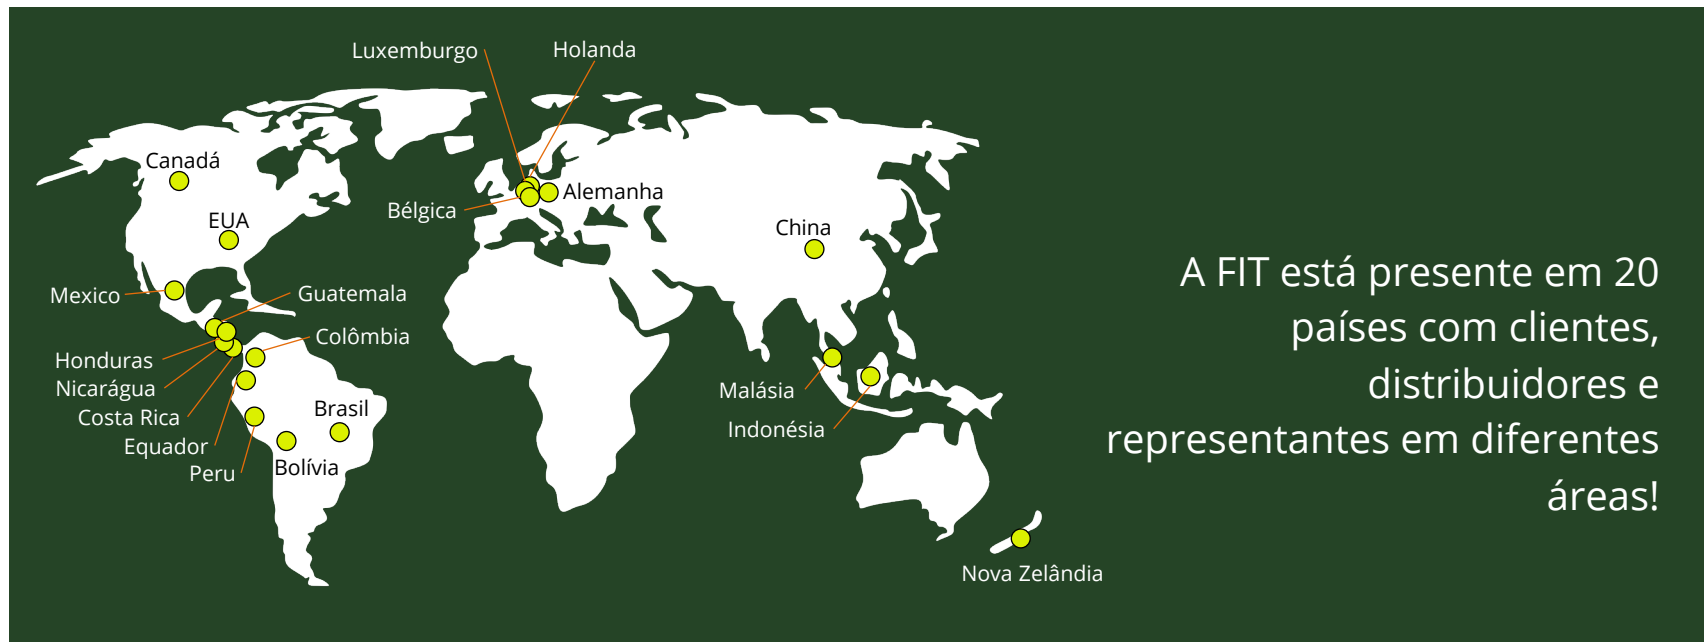 Luxemburgo
Holanda
Canadá
Alemanha
Bélgica
EUA
China
Mexico
Guatemala
Colômbia
Honduras
Nicarágua
Costa Rica
Equador
Peru
Brasil
Bolívia
Malásia
Indonésia
Nova Zelândia
A FIT está presente em 20
países com clientes,
distribuidores e
representantes em diferentes
áreas!